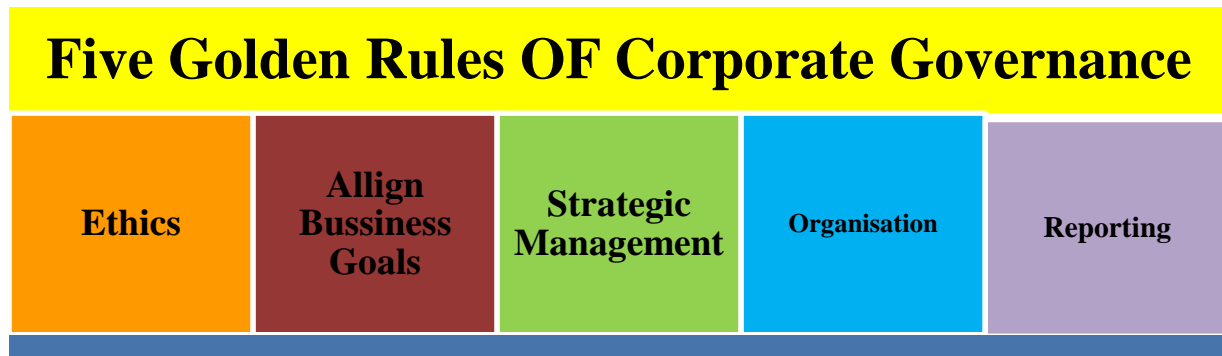 Five Golden Rules OF Corporate Governance
Ethics
Allign
Bussiness
Goals
Strategic
Management
Organisation
Reporting